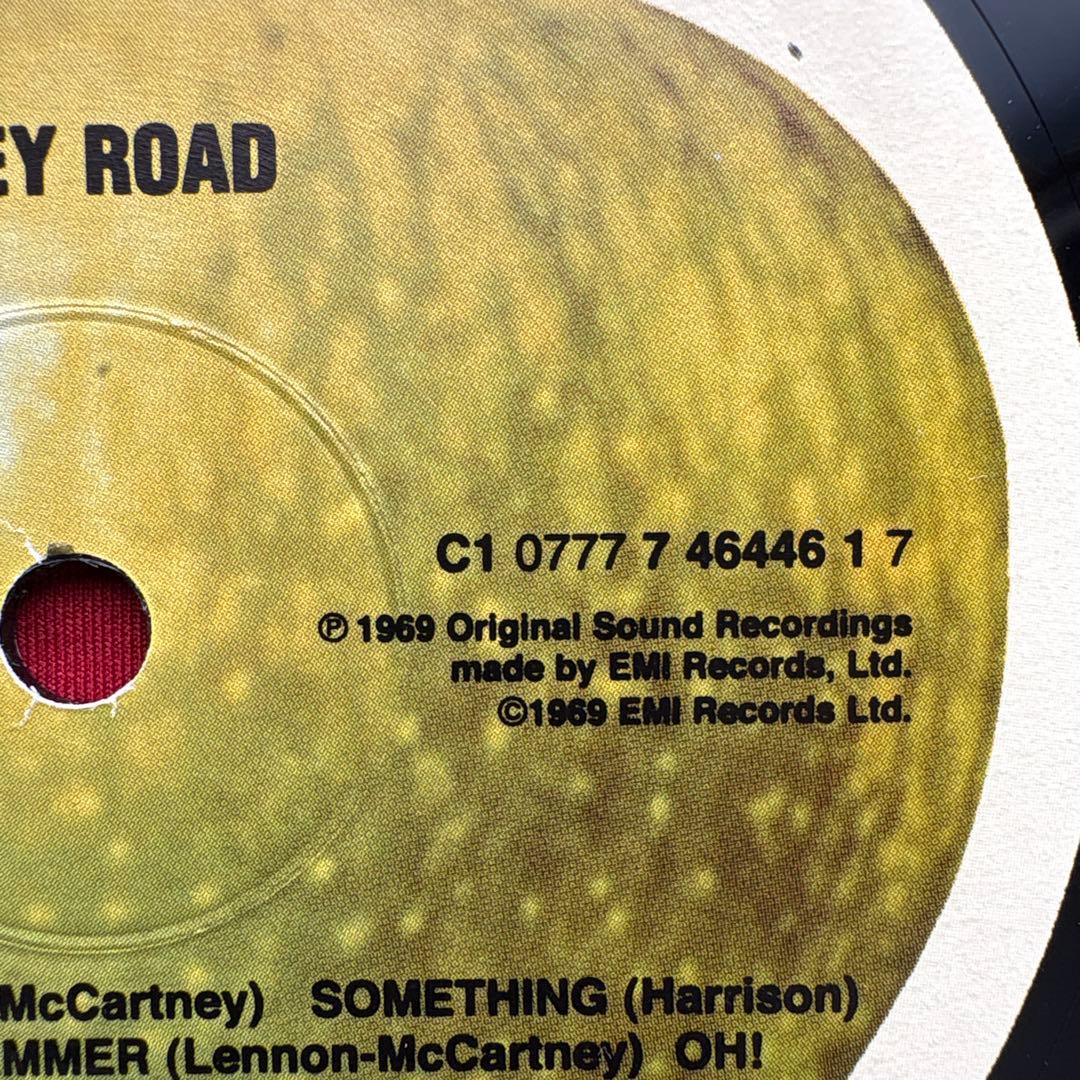 EY ROAD
C1 0777 7 46446 1 7
℗ 1969 Original Sound Recordings
made by EMI Records, Ltd.
©1969 EMI Records Ltd.
McCartney) SOMETHING (Harrison)
MMER (Lennon-McCartney) OH!